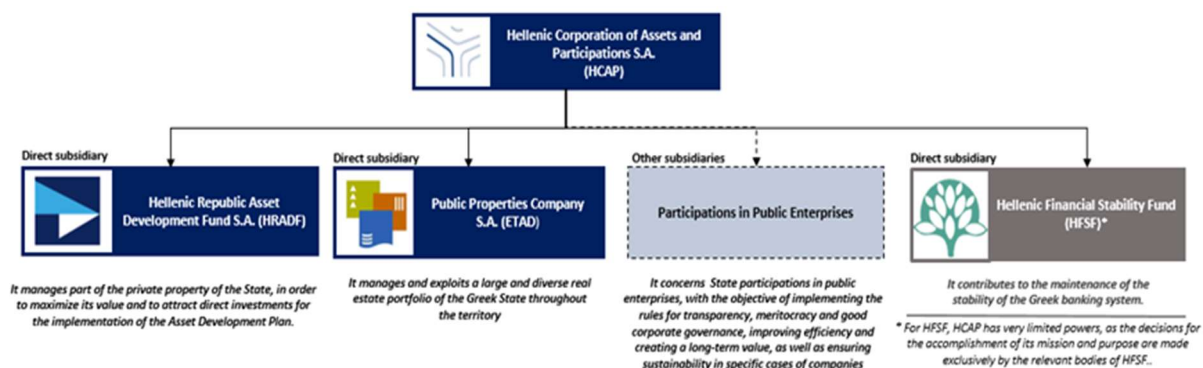 Hellenic Corporation of Assets and
Participations S.A.
(HCAP)
Direct subsidiary
Hellenic Republic Asset
Development Fund S.A. (HRADF)
It manages part of the private property of the State, in order
to maximize its value and to attract direct investments for
the implementation of the Asset Development Plan.
Direct subsidiary
Public Properties Company
S.A. (ETAD)
It manages and exploits a large and diverse real
estate portfolio of the Greek State throughout
the territory
Other subsidiaries
Participations in Public Enterprises
It concerns State participations in public
enterprises, with the objective of implementing the
rules for transparency, meritocracy and good
corporate governance, improving efficiency and
creating a long-term value, as well as ensuring
sustainability in specific cases of companies
Direct subsidiary
Hellenic Financial Stability Fund
(HFSF)*
It contributes to the maintenance of the
stability of the Greek banking system.
* For HFSF, HCAP has very limited powers, as the decisions for
the accomplishment of its mission and purpose are made
exclusively by the relevant bodies of HFSF..